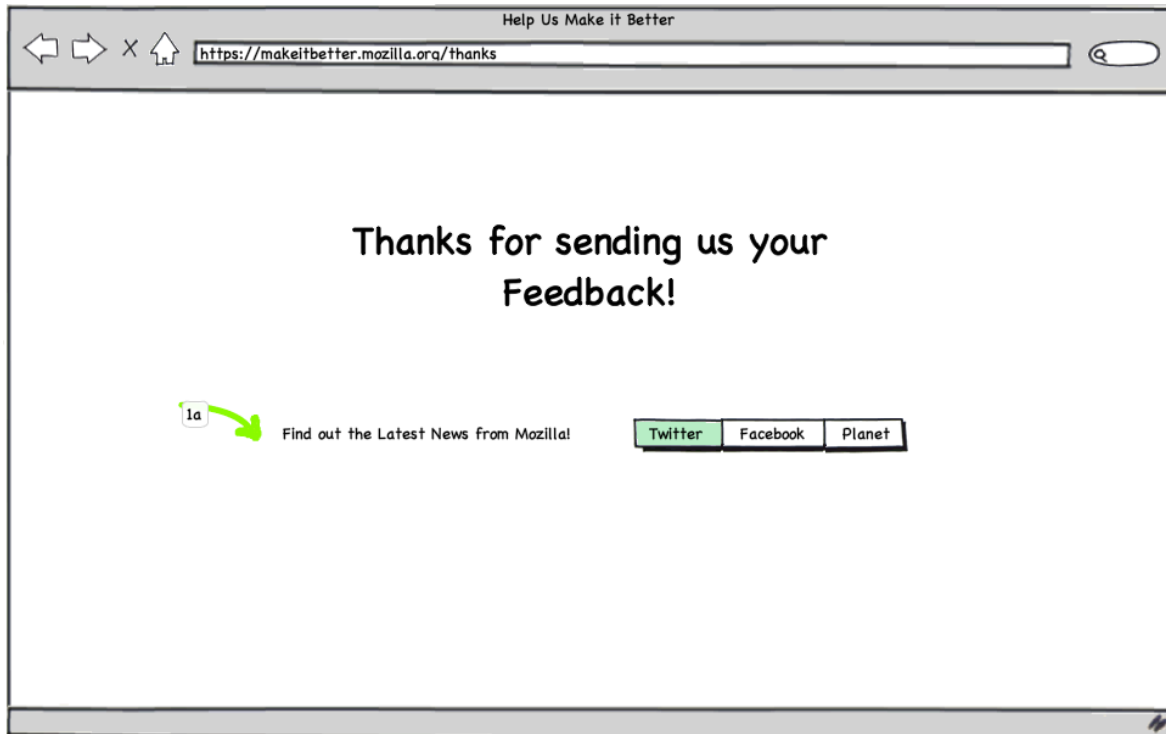 Help Us Make it Better
https://makeitbetter.mozilla.org/thanks
Thanks for sending us your
Feedback!
1a
Find out the Latest News from Mozilla! Twitter Facebook Planet